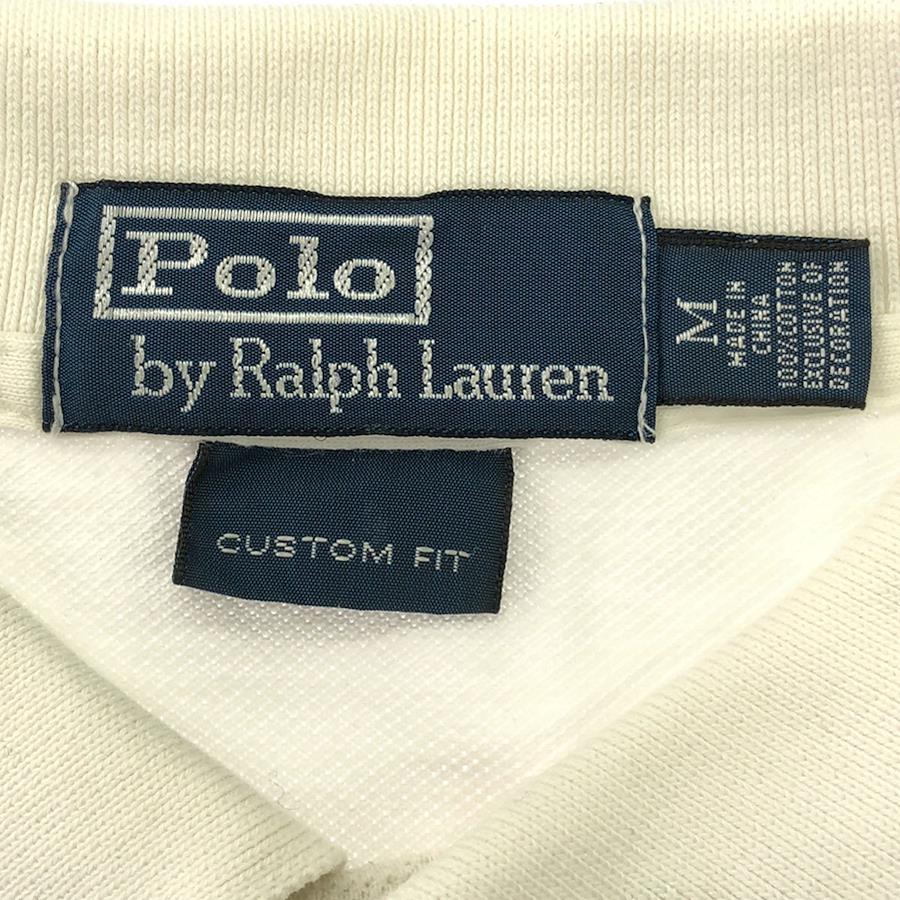 Polo
by Ralph Lauren
M
MADE IN
CHINA
100% COTTON
EXCLUSIVE OF
DECORATION
CUSTOM FIT